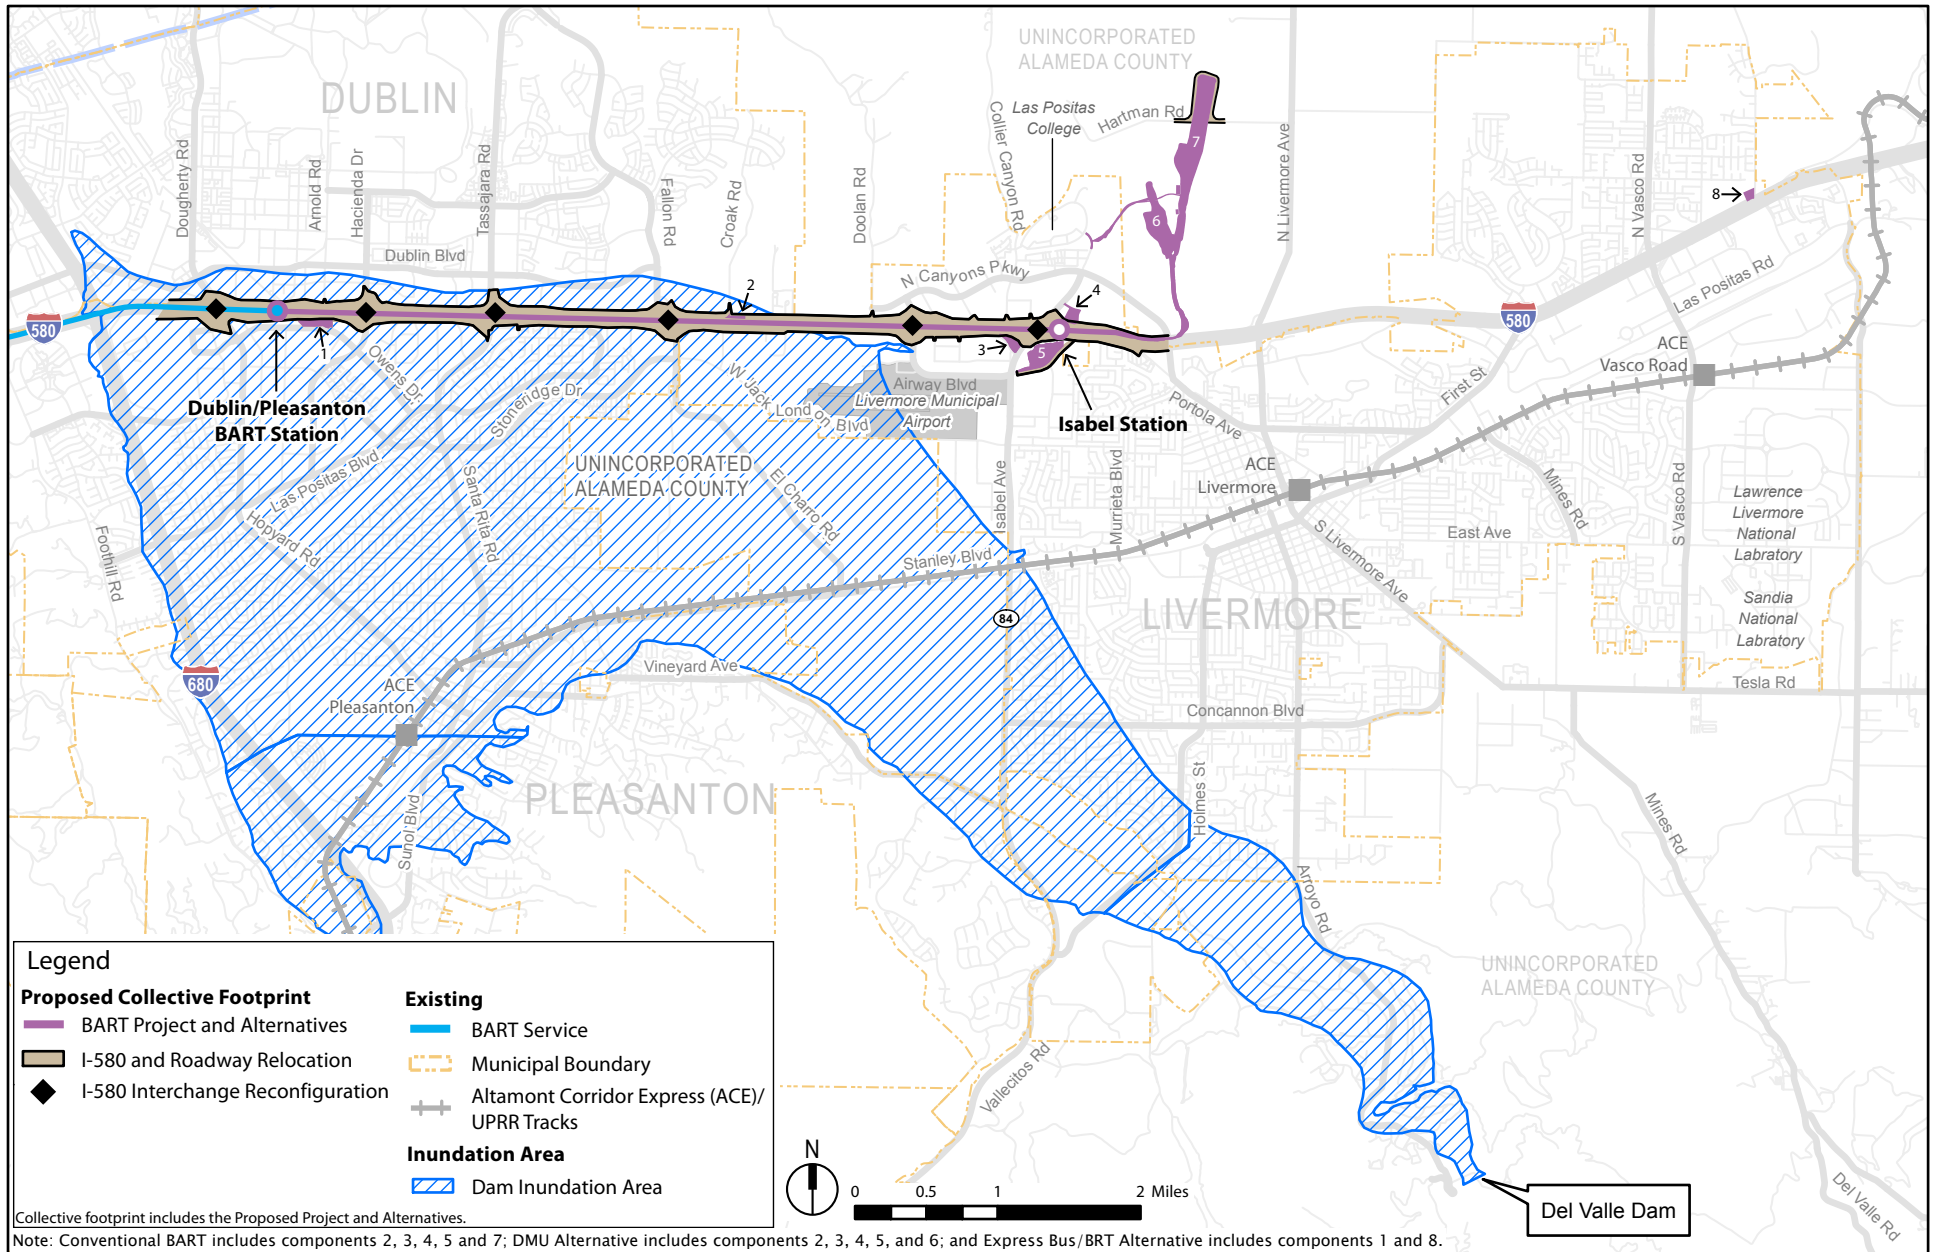 UNINCORPORATED
ALAMEDA COUNTY
DUBLIN
Las Positas
College
Hartman Rd
Collier Canyon Rd
Dougherty Rd
Arnold Rd
Hacienda Dr
Tassajara Rd
Fallon Rd
Croak Rd
Doolan Rd
N Livermore Ave
N Vasco Rd
7
8
6
Dublin Blvd
N Canyons Pkwy
Las Positas Rd
2
4
580
580
1
3
5
ACE
Vasco Road
Owens Dr.
Stoneridge Dr
W Jack London Blvd
Airway Blvd
Livermore Municipal
Airport
Dublin/Pleasanton
BART Station
Isabel Station
Portola Ave
First St
UNINCORPORATED
ALAMEDA COUNTY
Las Positas Blvd
Santa Rita Rd
El Charro Rd
Isabel Ave
Murrieta Blvd
ACE
Livermore
Mines Rd
S Vasco Rd
Lawrence
Livermore
National
Labratory
Foothill Rd
Hopyard Rd
Stanley Blvd
S Livermore Ave
East Ave
84
LIVERMORE
Sandia
National
Labratory
680
ACE
Pleasanton
Vineyard Ave
Tesla Rd
Concannon Blvd
PLEASANTON
Sunol Blvd
Holmes St
Mines Rd
Arroyo Rd
UNINCORPORATED
ALAMEDA COUNTY
Vallecitos Rd
Del Valle Rd
Del Valle Dam
Legend
Proposed Collective Footprint
BART Project and Alternatives
I-580 and Roadway Relocation
I-580 Interchange Reconfiguration
Existing
BART Service
Municipal Boundary
Altamont Corridor Express (ACE)/
UPRR Tracks
Inundation Area
Dam Inundation Area
Collective footprint includes the Proposed Project and Alternatives.
N
0 0.5 1 2 Miles
Note: Conventional BART includes components 2, 3, 4, 5 and 7; DMU Alternative includes components 2, 3, 4, 5, and 6; and Express Bus/BRT Alternative includes components 1 and 8.